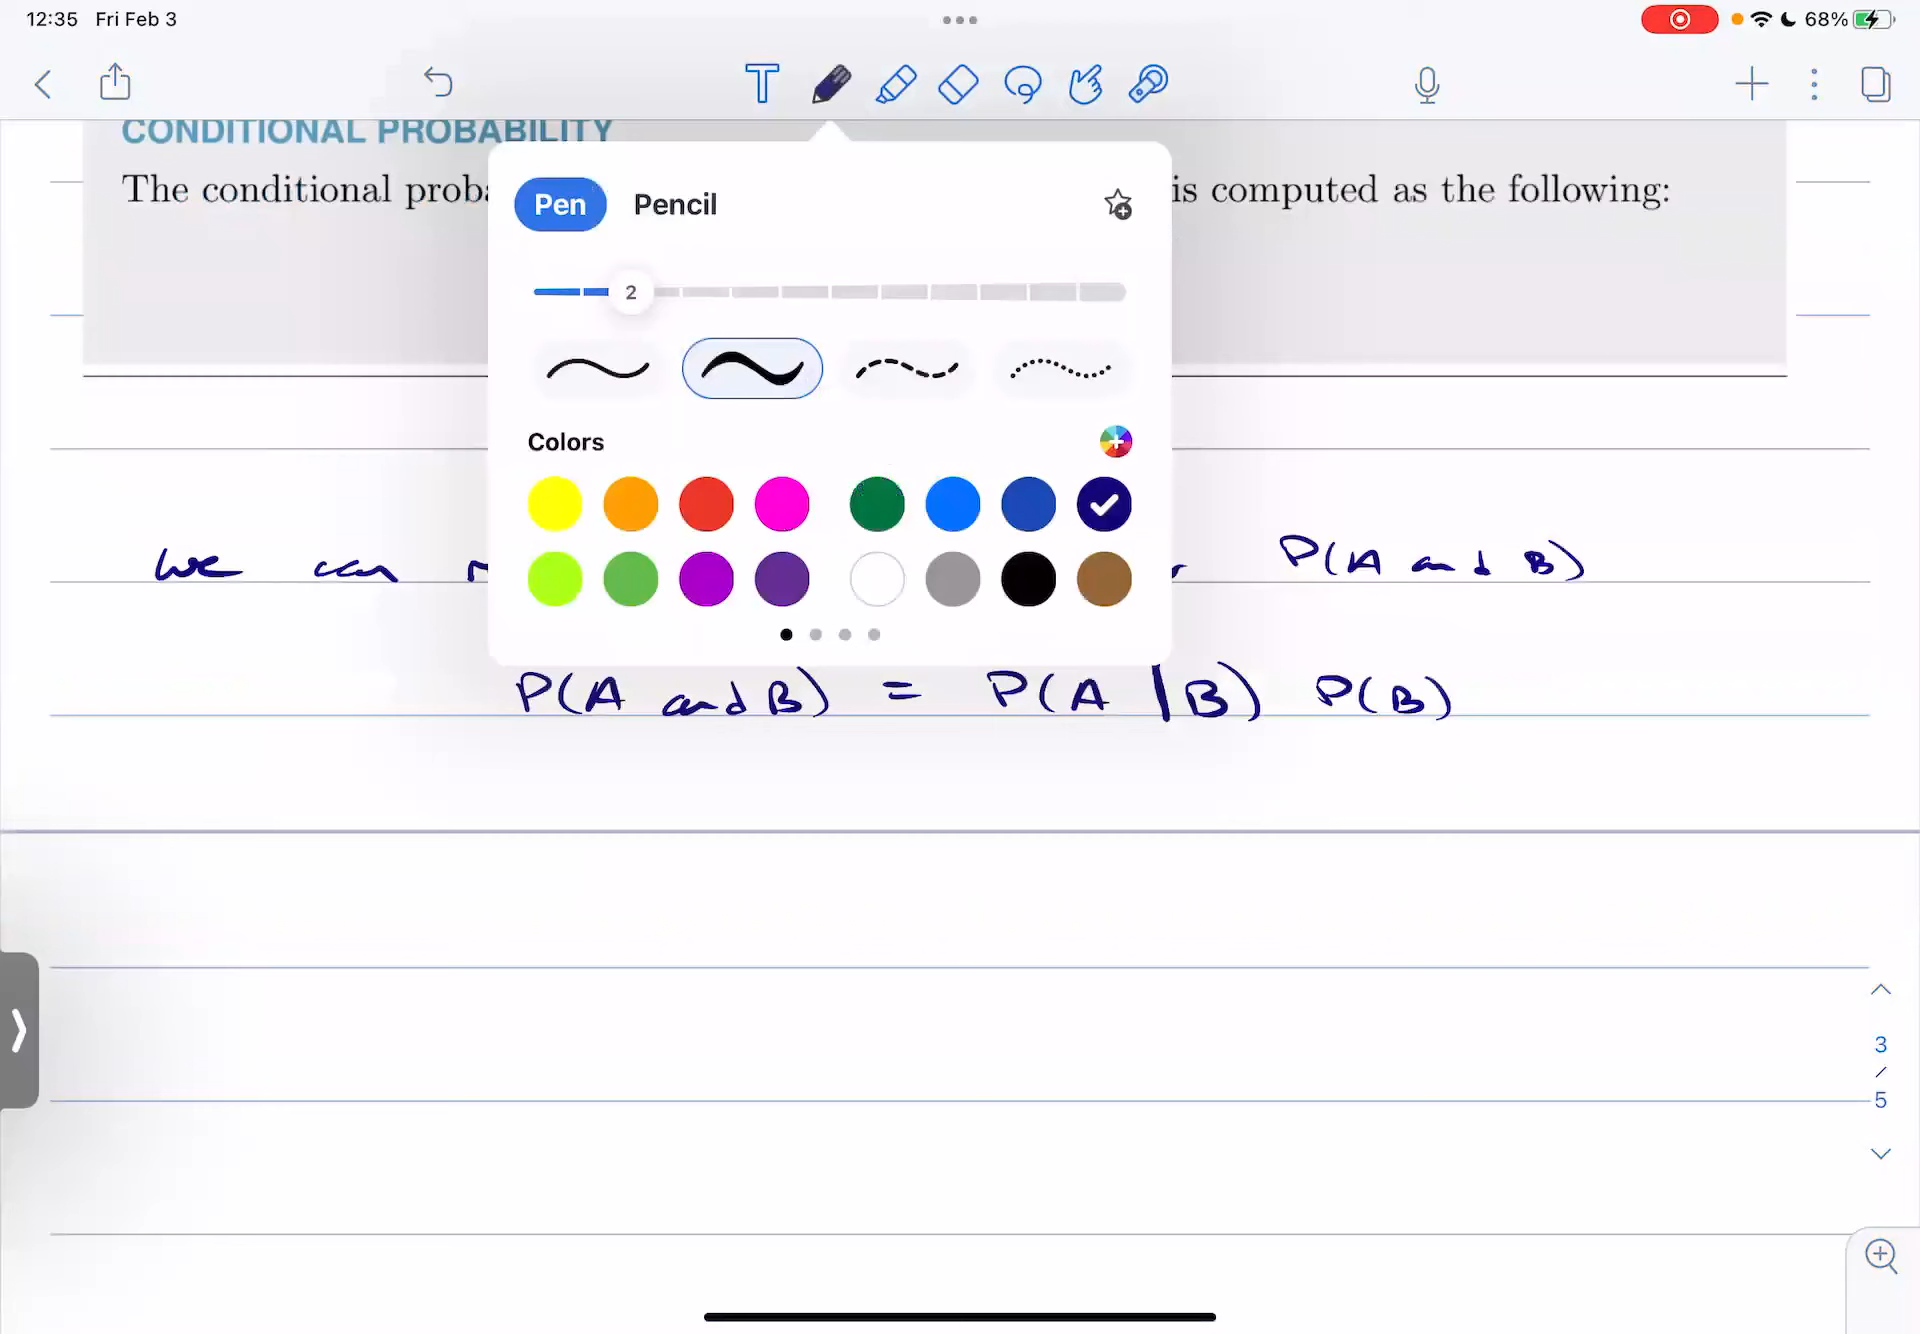 12:35 Fri Feb 3
68%
CONDITIONAL PROBABILITY
The conditional proba
is computed as the following:
Pen Pencil
2
Colors
we can
P(A and B)
P(A and B) = P(A | B) P(B)
3
/
5